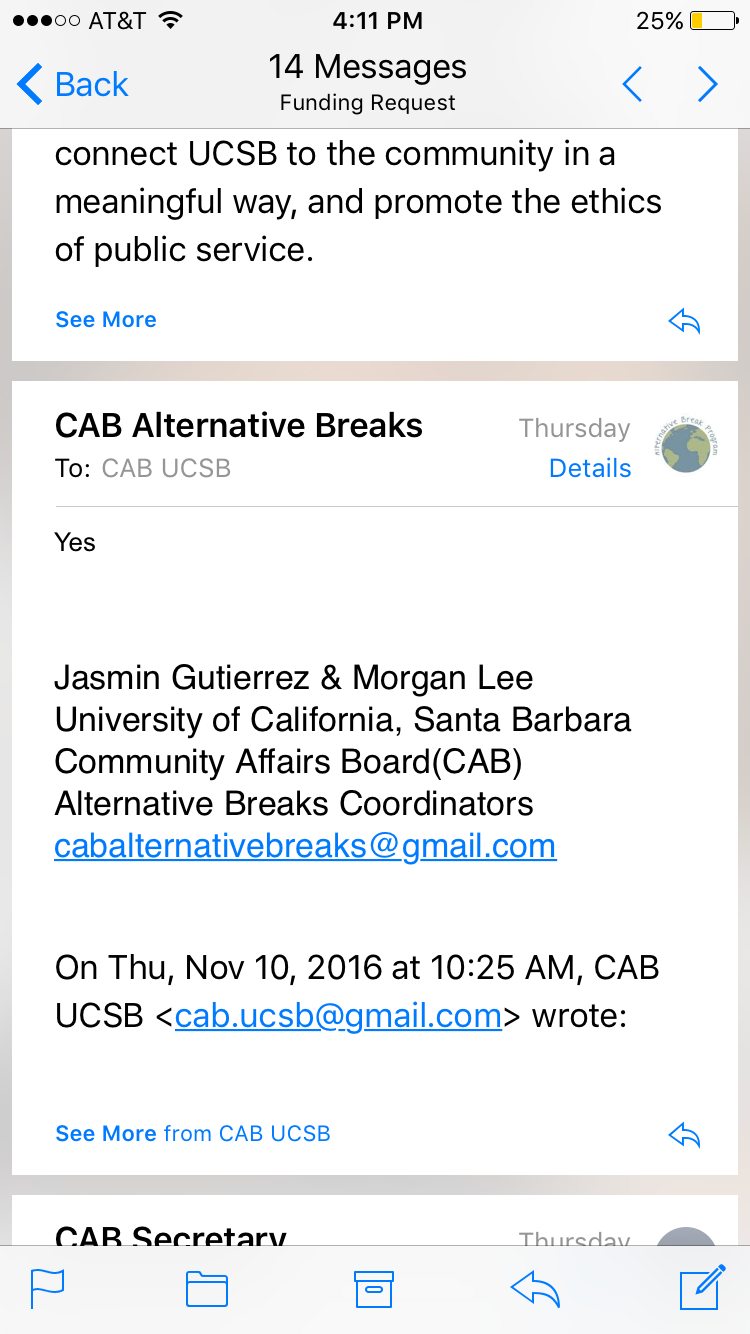 AT&T 4:11 PM 25%
Back 14 Messages
Funding Request
connect UCSB to the community in a
meaningful way, and promote the ethics
of public service.
See More
CAB Alternative Breaks Thursday
To: CAB UCSB Details
Alternative Break Program
Yes
Jasmin Gutierrez & Morgan Lee
University of California, Santa Barbara
Community Affairs Board(CAB)
Alternative Breaks Coordinators
cabalternativebreaks@gmail.com
On Thu, Nov 10, 2016 at 10:25 AM, CAB
UCSB <cab.ucsb@gmail.com> wrote:
See More from CAB UCSB
CAB Secretary Thursday